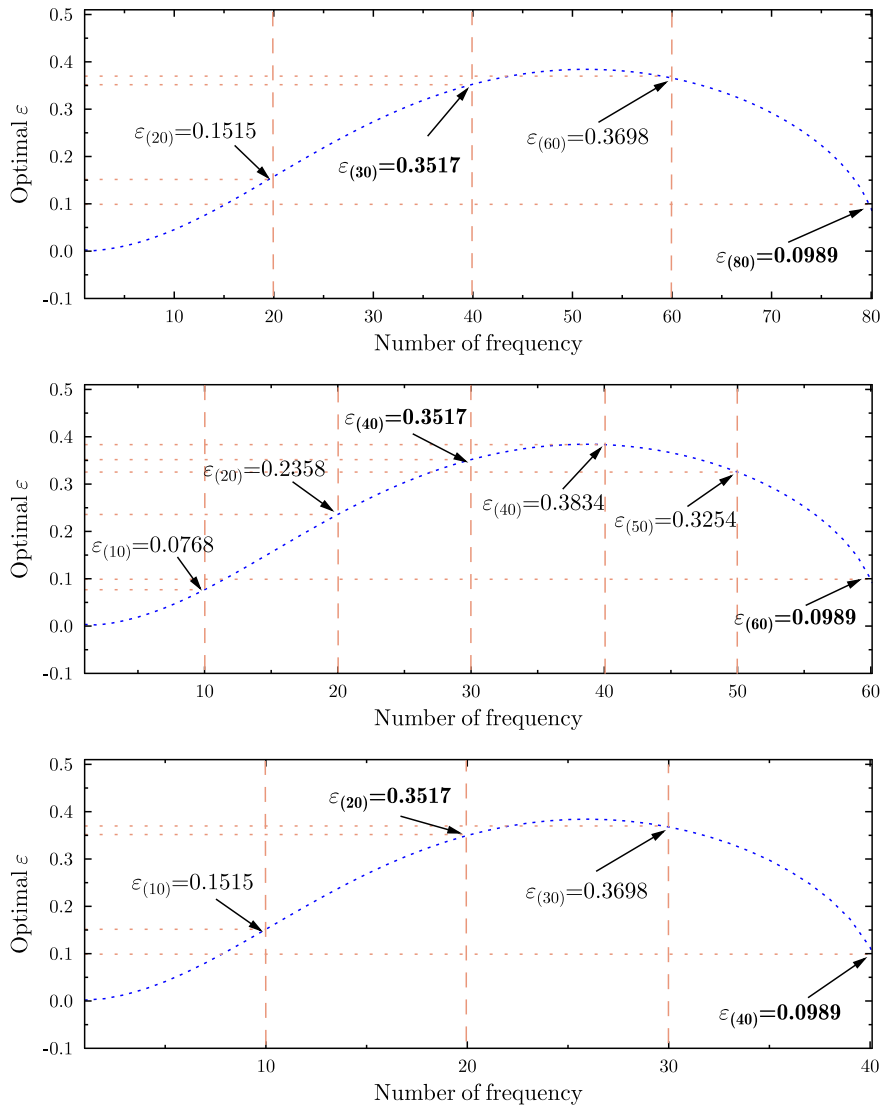 0.5
0.4
0.3
0.2
0.1
0.0
-0.1
Optimal ε
ε(20)=0.1515
ε(30)=0.3517
ε(60)=0.3698
ε(80)=0.0989
10 20 30 40 50 60 70 80
Number of frequency
0.5
0.4
0.3
0.2
0.1
0.0
-0.1
Optimal ε
ε(40)=0.3517
ε(20)=0.2358
ε(10)=0.0768
ε(40)=0.3834
ε(50)=0.3254
ε(60)=0.0989
10 20 30 40 50 60
Number of frequency
0.5
0.4
0.3
0.2
0.1
0.0
-0.1
Optimal ε
ε(20)=0.3517
ε(10)=0.1515
ε(30)=0.3698
ε(40)=0.0989
10 20 30 40
Number of frequency